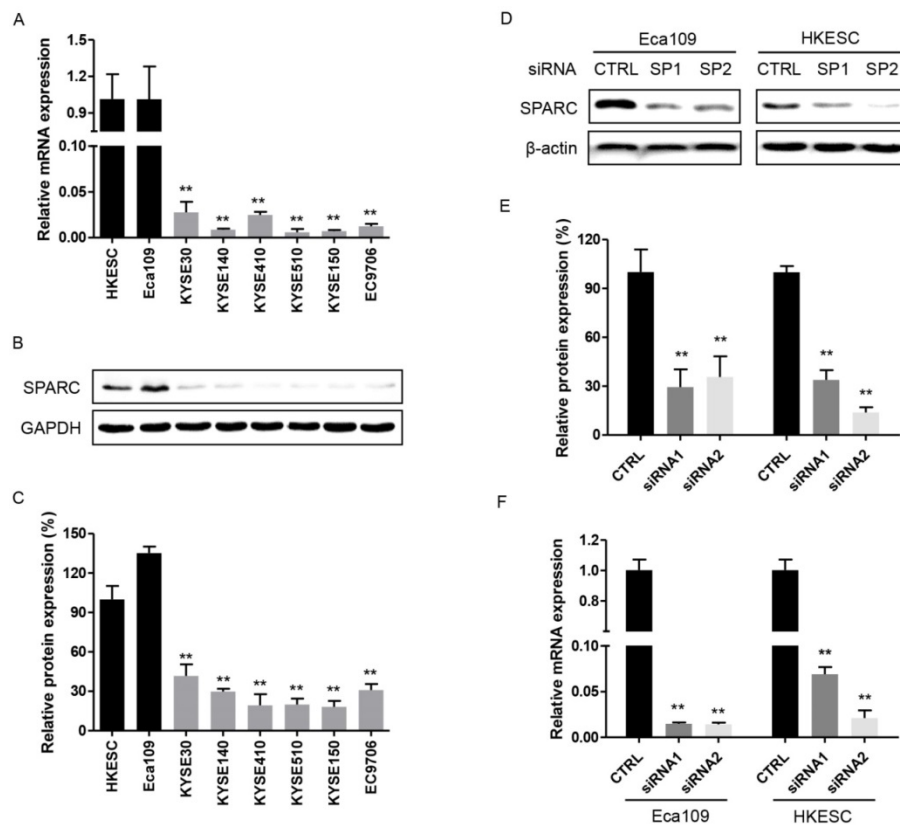 A
Relative mRNA expression
1.5
1.2
0.9
0.10
0.05
0.00
** ** ** ** ** **
HKESC
Eca109
KYSE30
KYSE140
KYSE410
KYSE510
KYSE150
EC9706
B
SPARC
GAPDH
C
Relative protein expression (%)
150
120
90
60
30
0
** ** ** ** ** **
HKESC
Eca109
KYSE30
KYSE140
KYSE410
KYSE510
KYSE150
EC9706
D
Eca109 HKESC
siRNA CTRL SP1 SP2 CTRL SP1 SP2
SPARC
β-actin
E
Relative protein expression (%)
120
90
60
30
0
** ** ** **
CTRL
siRNA1
siRNA2
CTRL
siRNA1
siRNA2
F
Relative mRNA expression
1.4
1.2
1.0
0.8
0.10
0.05
0.00
** ** ** **
CTRL
siRNA1
siRNA2
CTRL
siRNA1
siRNA2
Eca109 HKESC